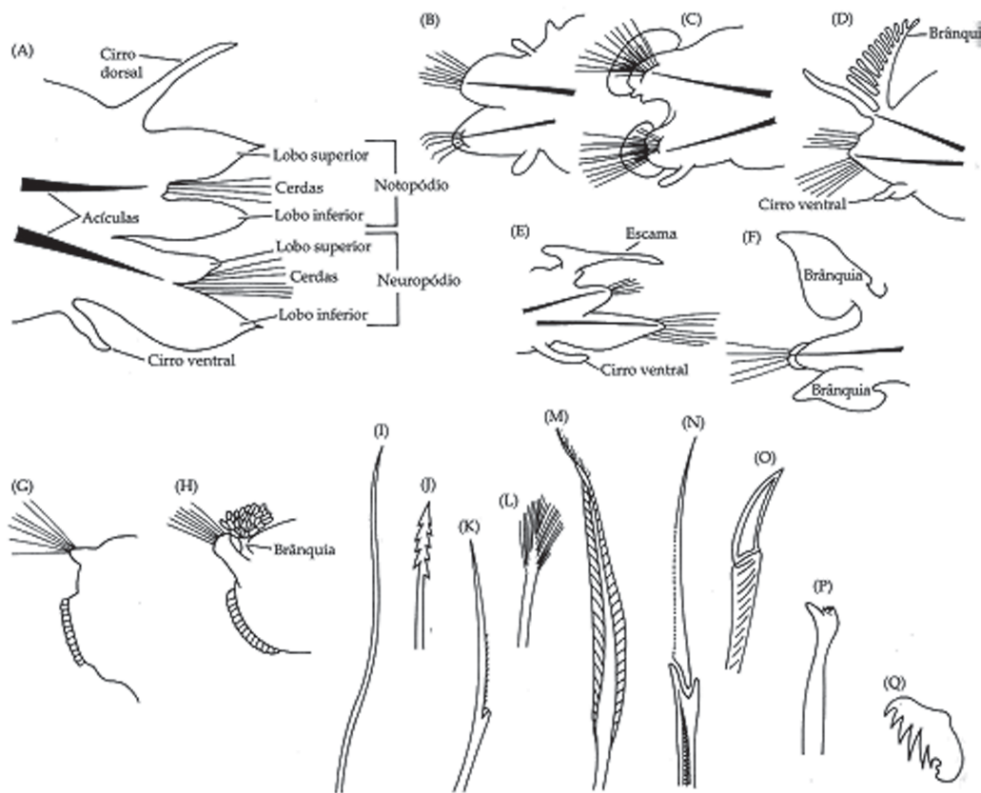 (A)
Cirro
dorsal
Lobo superior
Cerdas
Notopódio
Lobo inferior
Acículas
Lobo superior
Cerdas
Neuropódio
Lobo inferior
Cirro ventral
(B)
(C)
(D)
Brânqui
Cirro ventral
(E)
Escama
Cirro ventral
(F)
Brânquia
Brânquia
(G)
(H)
Brânquia
(I)
(J)
(K)
(L)
(M)
(N)
(O)
(P)
(Q)